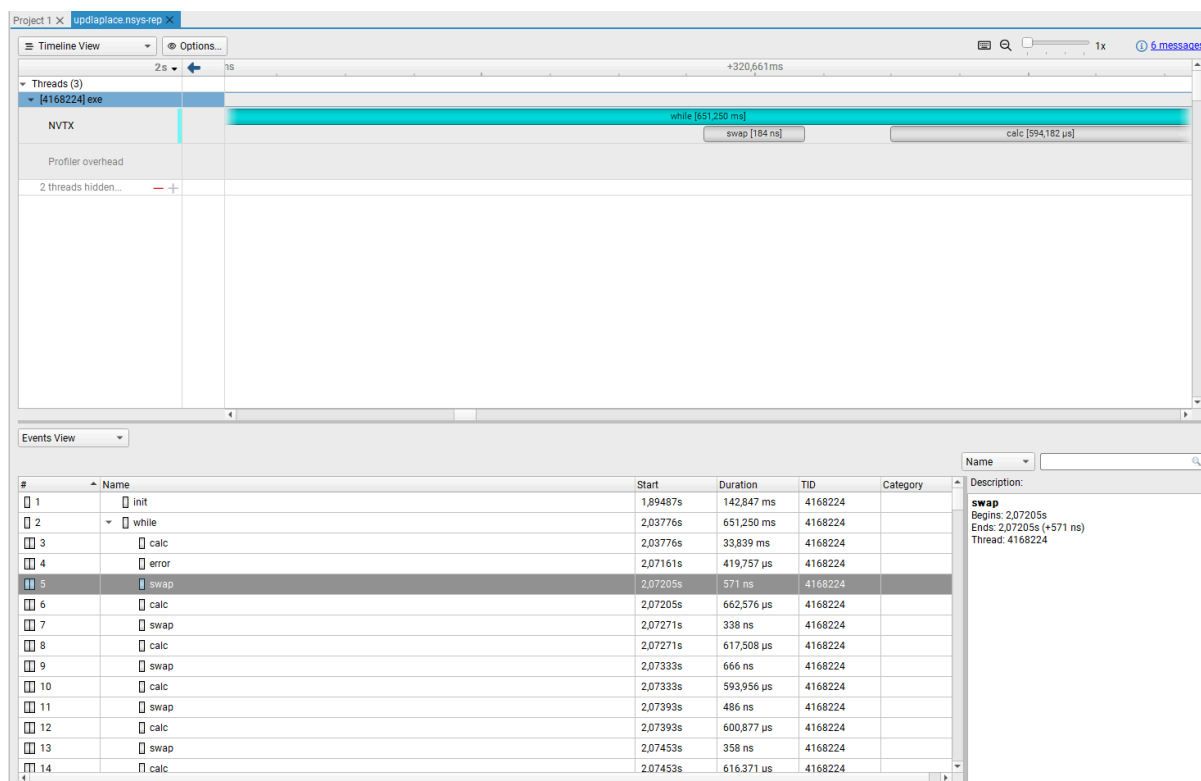 Project 1 updlaplace.nsys-rep
Timeline View Options... 1x 6 messages
2s ns +320,661ms
Threads (3)
[4168224] exe
while [651,250 ms]
NVTX
swap [184 ns] calc [594,182 µs]
Profiler overhead
2 threads hidden...
Events View
Name
# Name Start Duration TID Category Description:
1 init 1,89487s 142,847 ms 4168224
swap
2 while 2,03776s 651,250 ms 4168224
Begins: 2,07205s
Ends: 2,07205s (+571 ns)
3 calc 2,03776s 33,839 ms 4168224
Thread: 4168224
4 error 2,07161s 419,757 µs 4168224
5 swap 2,07205s 571 ns 4168224
6 calc 2,07205s 662,576 µs 4168224
7 swap 2,07271s 338 ns 4168224
8 calc 2,07271s 617,508 µs 4168224
9 swap 2,07333s 666 ns 4168224
10 calc 2,07333s 593,956 µs 4168224
11 swap 2,07393s 486 ns 4168224
12 calc 2,07393s 600,877 µs 4168224
13 swap 2,07453s 358 ns 4168224
14 calc 2,07453s 616,371 µs 4168224